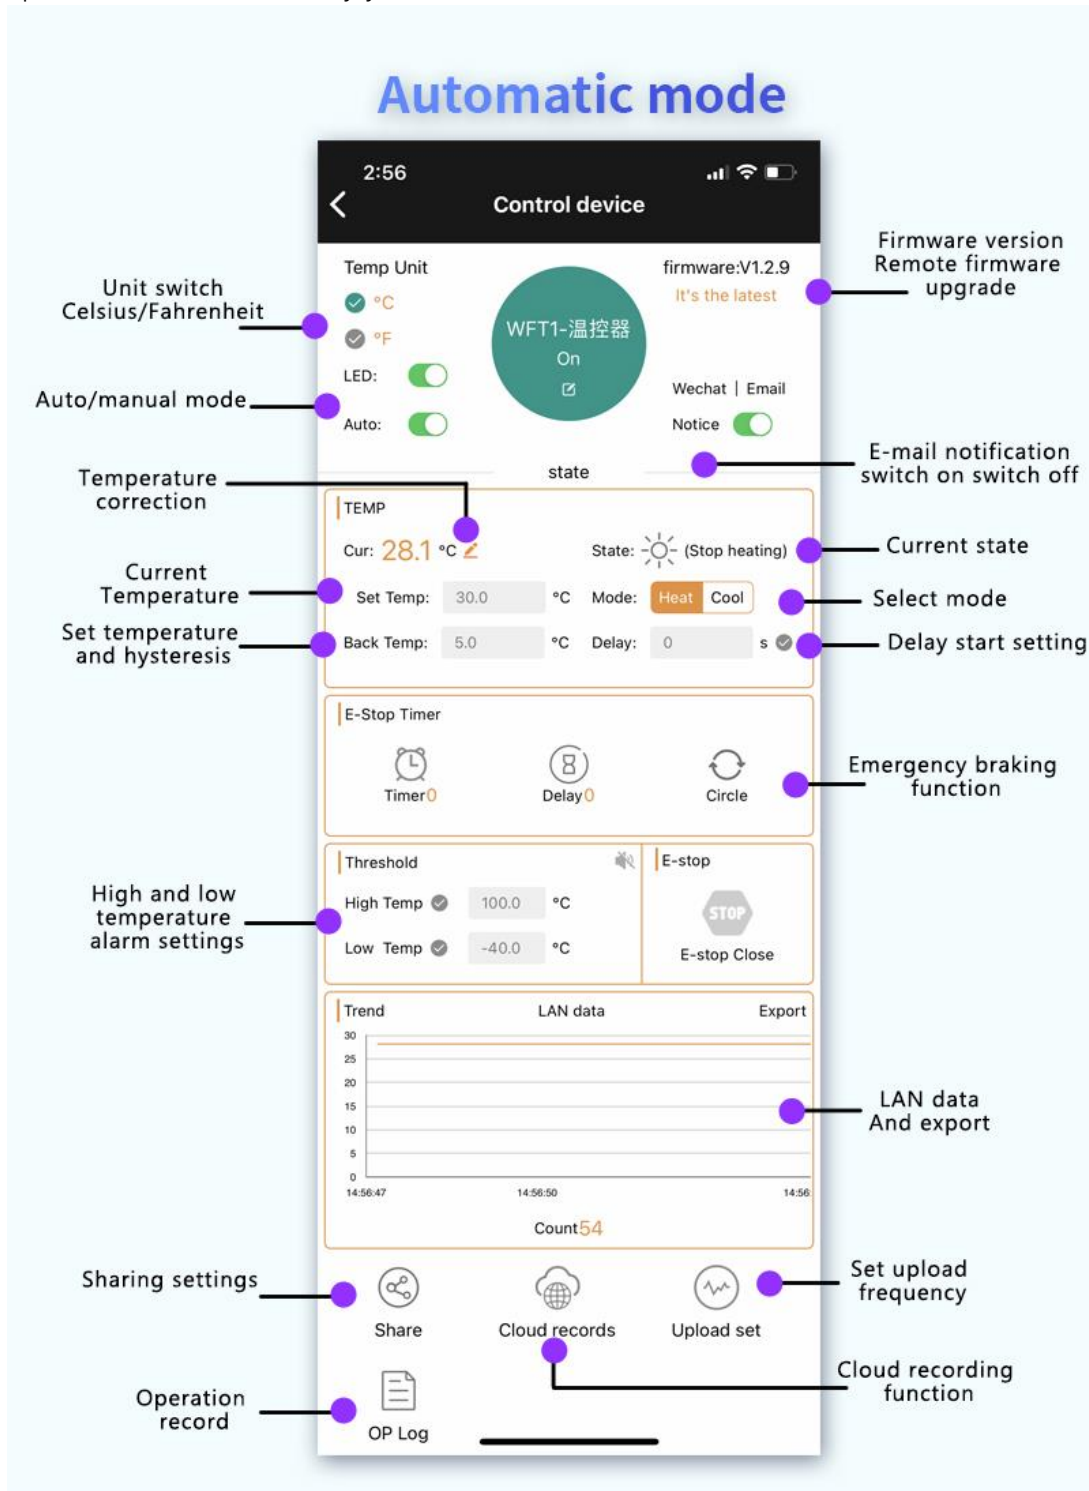 Automatic mode
2:56
Control device
Temp Unit
firmware:V1.2.9
°C
It's the latest
°F
WFT1-温控器
On
LED:
Wechat | Email
Auto:
Notice
state
TEMP
Cur: 28.1 °C
State: (Stop heating)
Set Temp: 30.0 °C Mode: Heat Cool
Back Temp: 5.0 °C Delay: 0 s
E-Stop Timer
Timer0
Delay0
Circle
Threshold
E-stop
High Temp 100.0 °C
STOP
Low Temp -40.0 °C
E-stop Close
Trend LAN data Export
30
25
20
15
10
5
0
14:56:47 14:56:50 14:56:
Count54
Share
Cloud records
Upload set
OP Log
Unit switch
Celsius/Fahrenheit
Auto/manual mode
Temperature
correction
Current
Temperature
Set temperature
and hysteresis
High and low
temperature
alarm settings
Sharing settings
Operation
record
Firmware version
Remote firmware
upgrade
E-mail notification
switch on switch off
Current state
Select mode
Delay start setting
Emergency braking
function
LAN data
And export
Set upload
frequency
Cloud recording
function